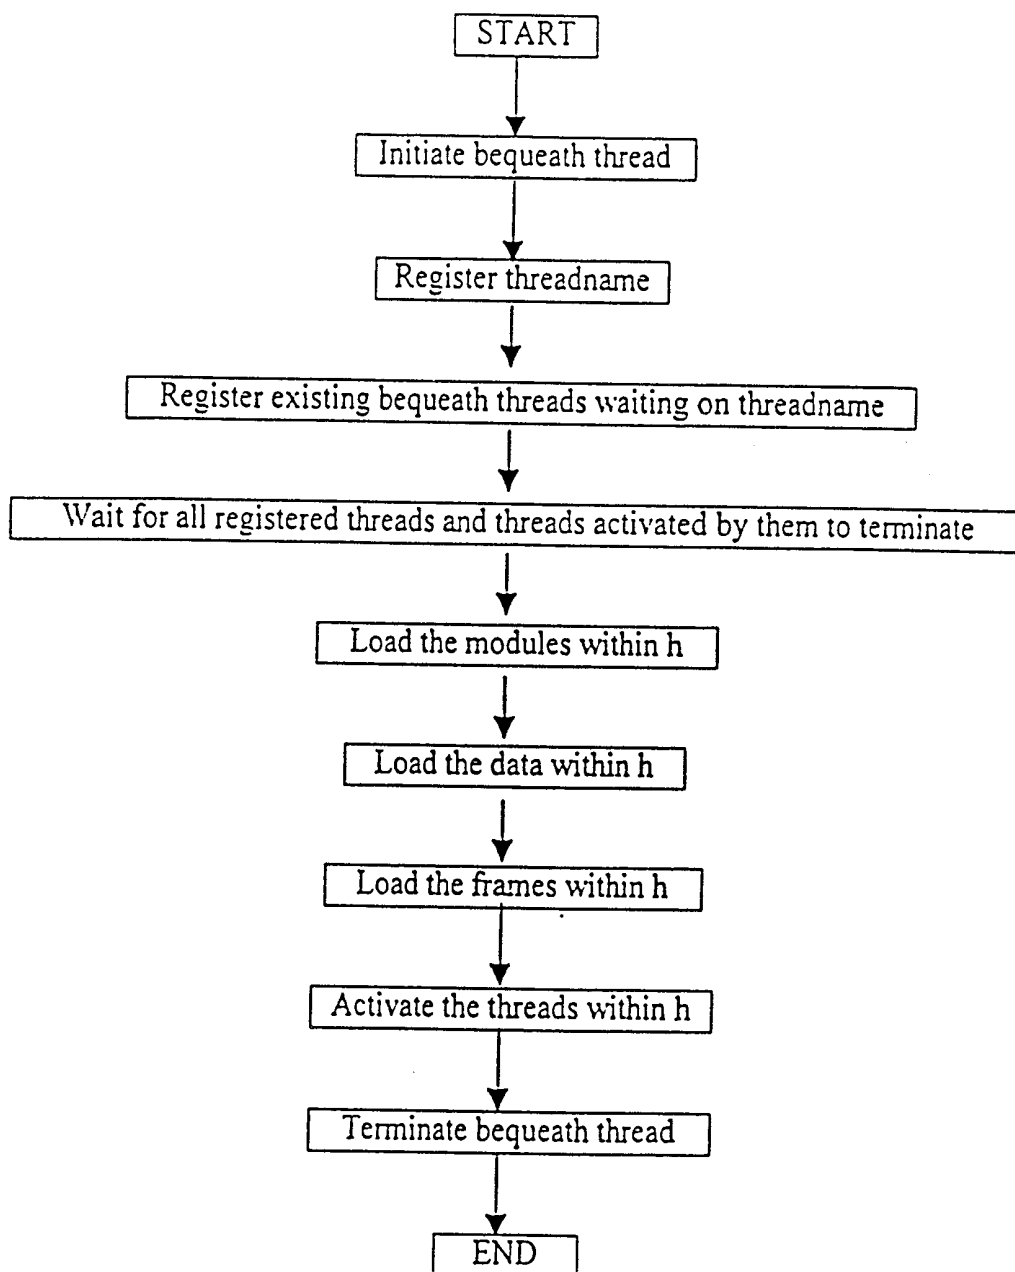 START
Initiate bequeath thread
Register threadname
Register existing bequeath threads waiting on threadname
Wait for all registered threads and threads activated by them to terminate
Load the modules within h
Load the data within h
Load the frames within h
Activate the threads within h
Terminate bequeath thread
END